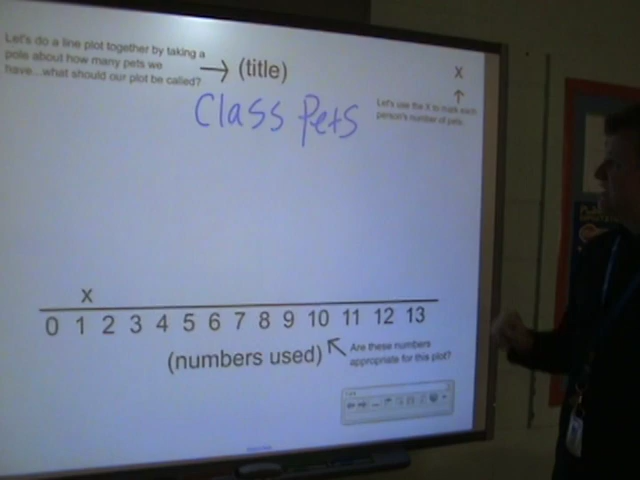 Let's do a line plot together by taking a
pole about how many pets we
have...what should our plot be called?
(title)
X
Let's use the X to mark each
person's number of pets
Class Pets
X
0 1 2 3 4 5 6 7 8 9 10 11 12 13
(numbers used)
Are these numbers
appropriate for this plot?